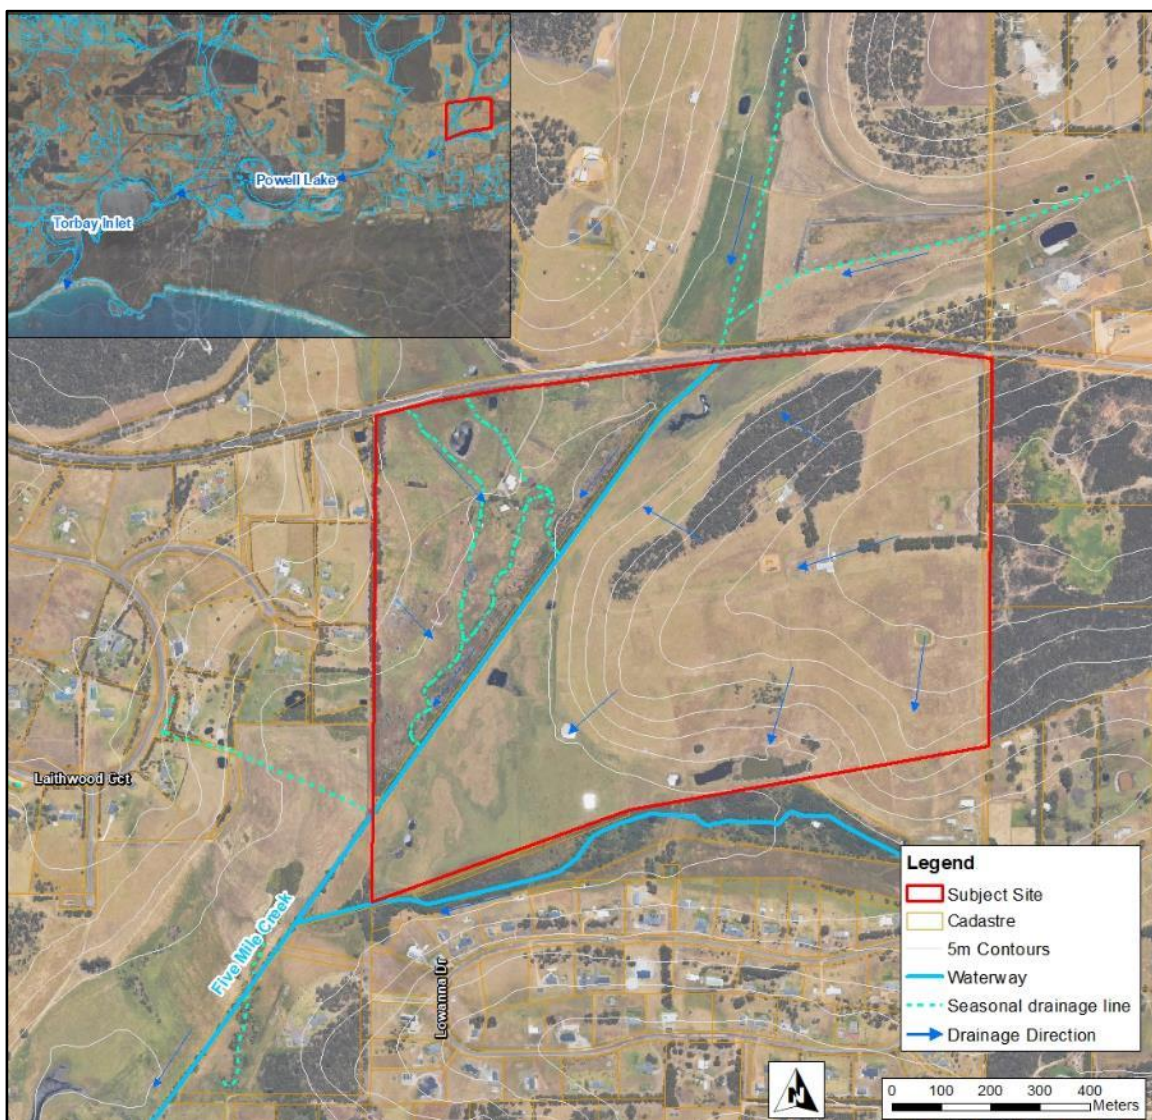 Powell Lake
Torbay Inlet
Laithwood Cct
Five Mile Creek
Lowanna Dr
Legend
Subject Site
Cadastre
5m Contours
Waterway
Seasonal drainage line
Drainage Direction
N
0 100 200 300 400
Meters